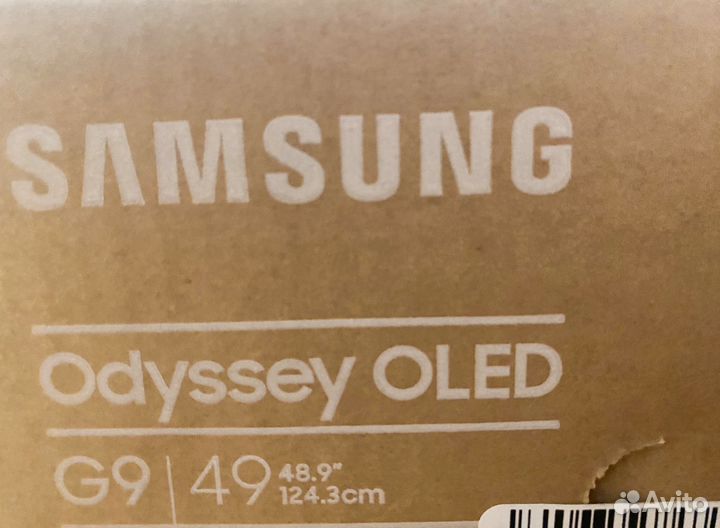 SAMSUNG
Odyssey OLED
G9 | 49 48.9"
124.3cm
Avito